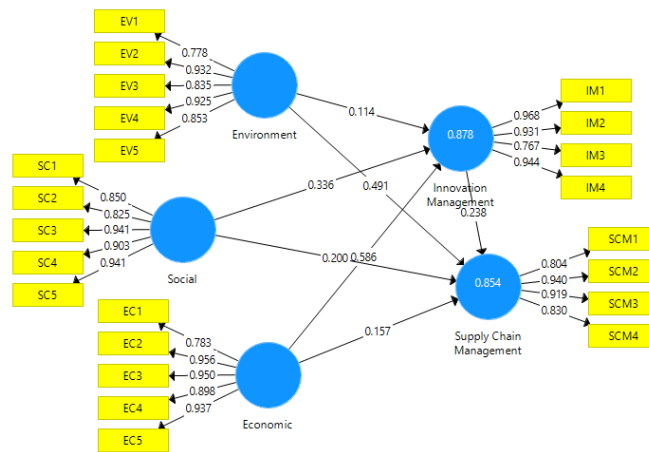 EV1
EV2
EV3
EV4
EV5
0.778
0.932
0.835
0.925
0.853
Environment
SC1
SC2
SC3
SC4
SC5
0.850
0.825
0.941
0.903
0.941
Social
EC1
EC2
EC3
EC4
EC5
0.783
0.956
0.950
0.898
0.937
Economic
0.114
0.336
0.491
0.200
0.586
0.157
0.238
0.878
Innovation
Management
0.968
0.931
0.767
0.944
IM1
IM2
IM3
IM4
0.854
Supply Chain
Management
0.804
0.940
0.919
0.830
SCM1
SCM2
SCM3
SCM4